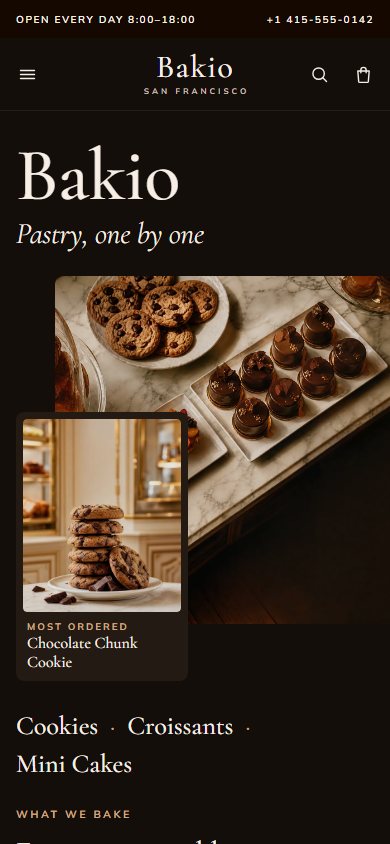 OPEN EVERY DAY 8:00–18:00
+1 415-555-0142
Bakio
SAN FRANCISCO
Bakio
Pastry, one by one
MOST ORDERED
Chocolate Chunk
Cookie
Cookies · Croissants ·
Mini Cakes
WHAT WE BAKE